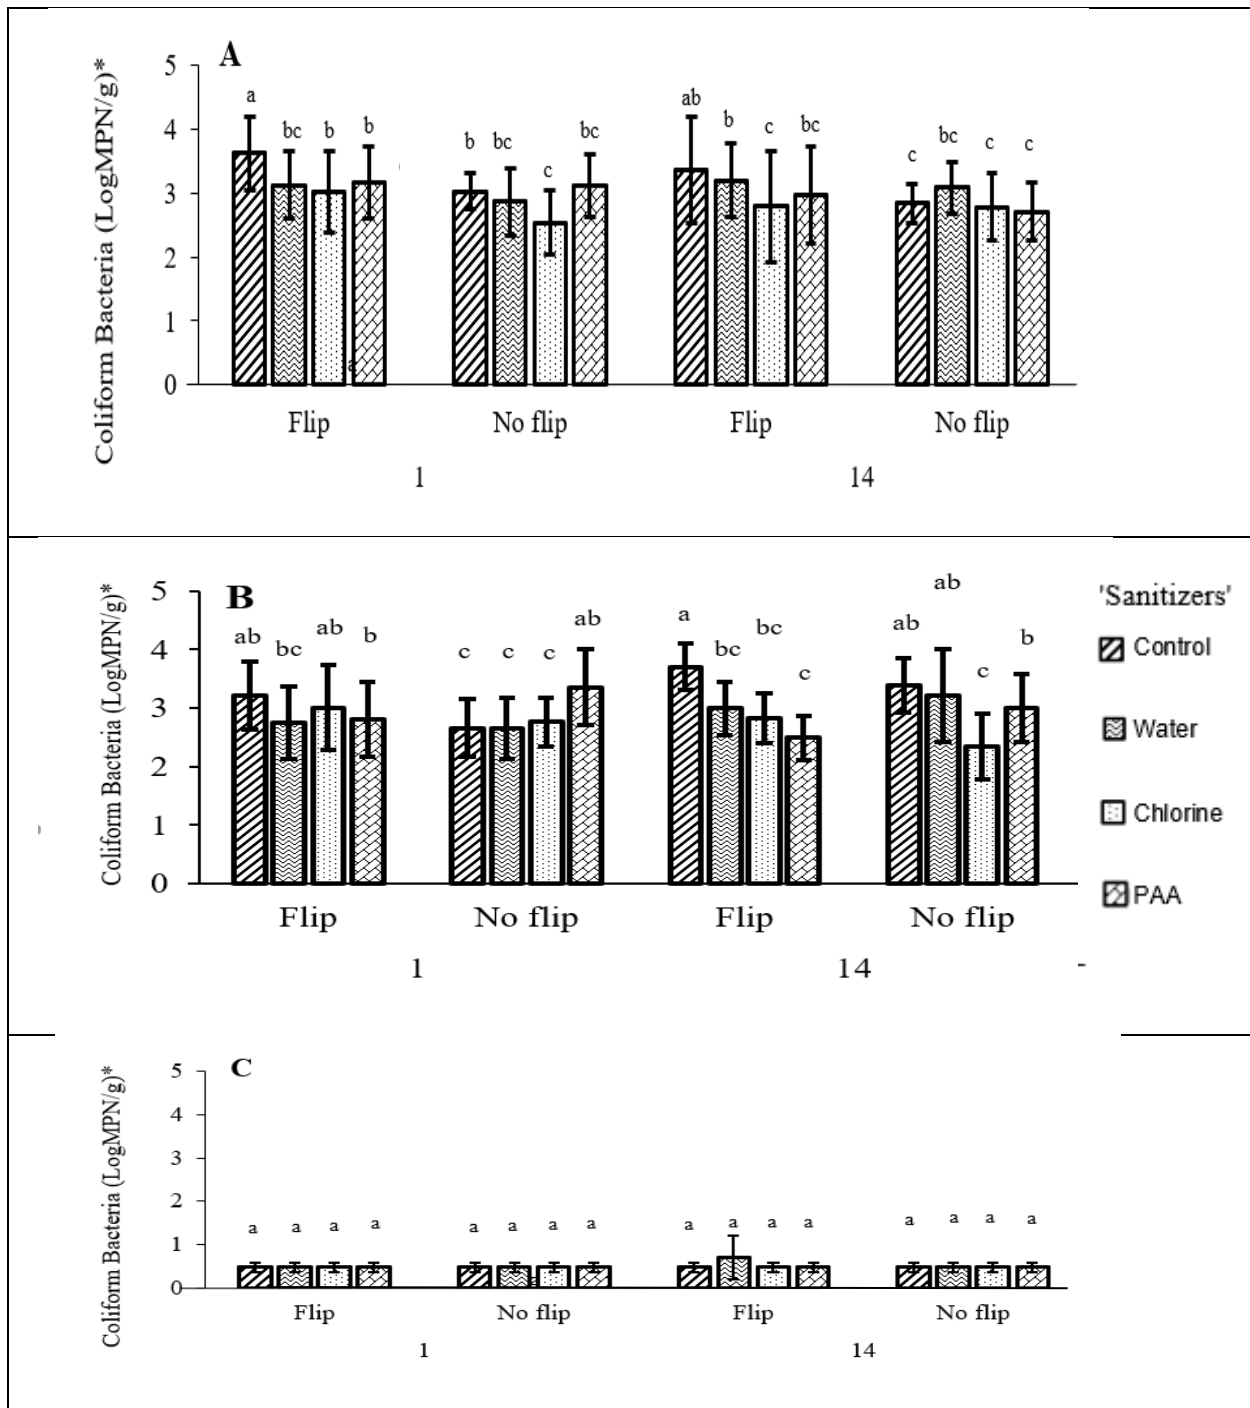 A
Coliform Bacteria (LogMPN/g)*
5
4
3
2
1
0
a bc b b
b bc c bc
ab b c bc
c bc c c
a
Flip No flip Flip No flip
1 14
B
Coliform Bacteria (LogMPN/g)*
5
4
3
2
1
0
ab bc ab b
c c c ab
a bc bc c
ab ab c b
Flip No flip Flip No flip
1 14
'Sanitizers'
Control
Water
Chlorine
PAA
C
Coliform Bacteria (LogMPN/g)*
5
4
3
2
1
0
a a a a
a a a a
a a a a
a a a a
Flip No flip Flip No flip
1 14